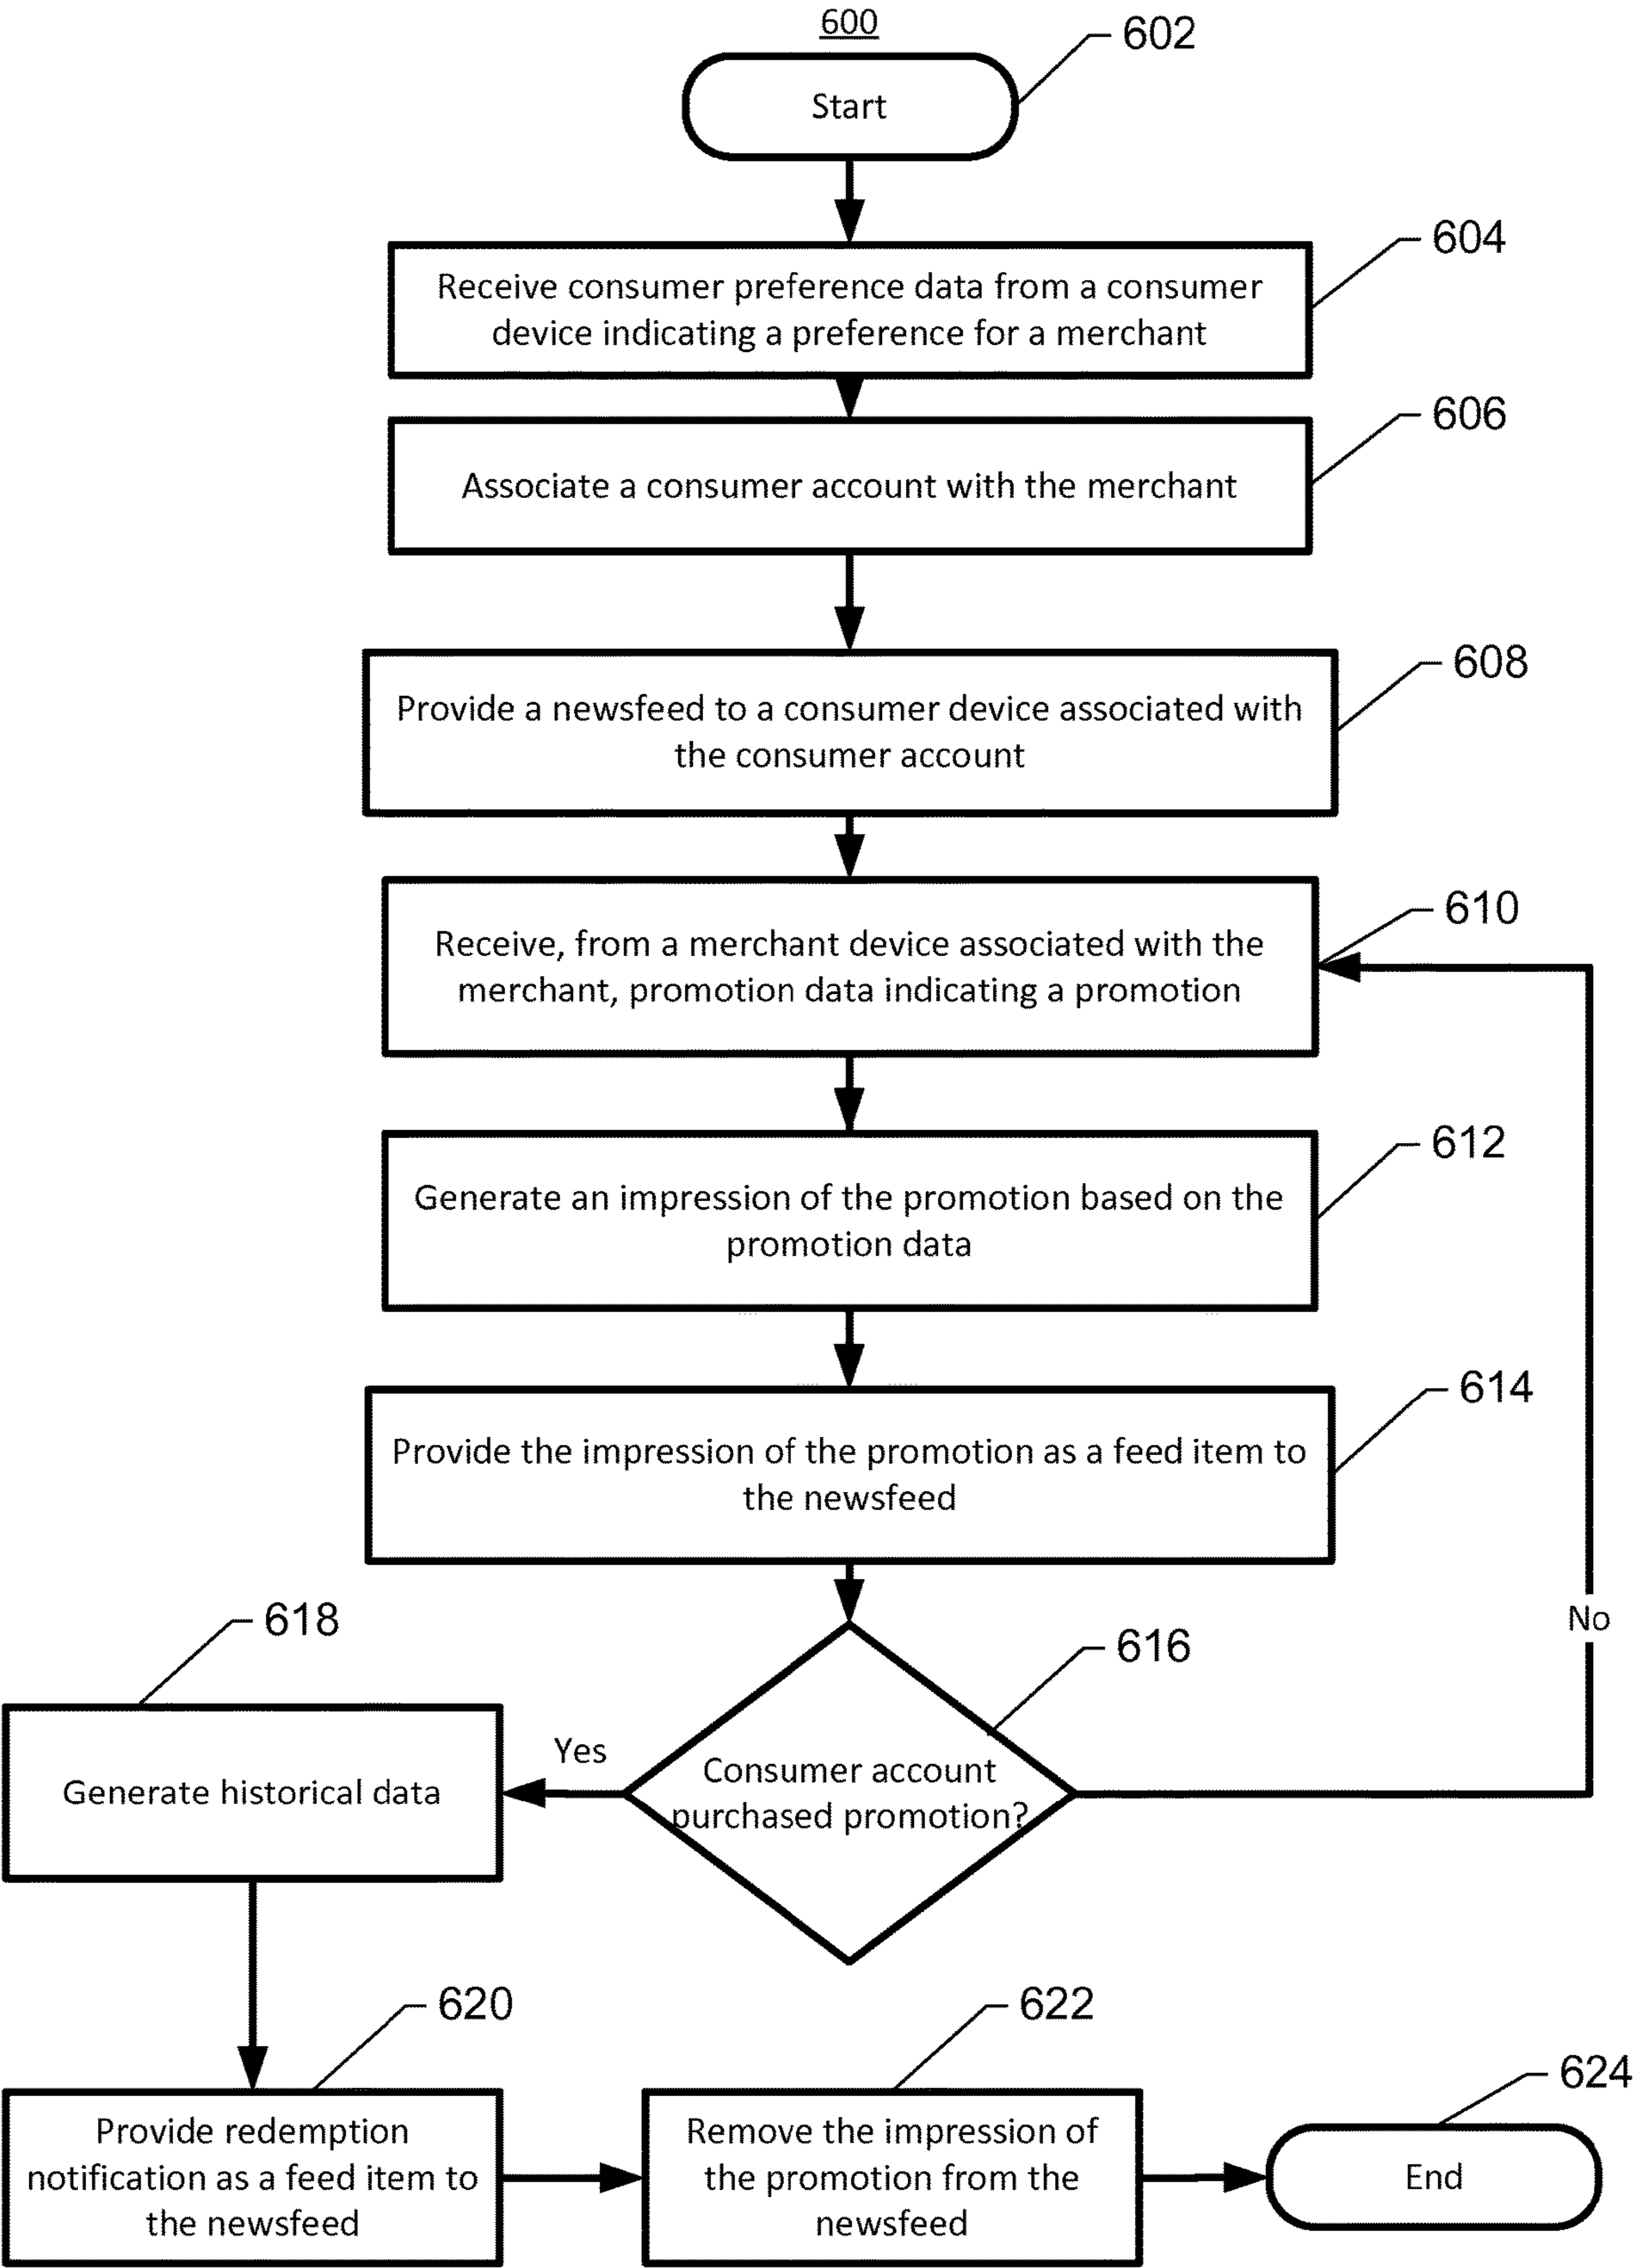 600
602
Start
604
Receive consumer preference data from a consumer
device indicating a preference for a merchant
606
Associate a consumer account with the merchant
608
Provide a newsfeed to a consumer device associated with
the consumer account
610
Receive, from a merchant device associated with the
merchant, promotion data indicating a promotion
612
Generate an impression of the promotion based on the
promotion data
614
Provide the impression of the promotion as a feed item to
the newsfeed
616
Consumer account
purchased promotion?
No
Yes
618
Generate historical data
620
Provide redemption
notification as a feed item to
the newsfeed
622
Remove the impression of
the promotion from the
newsfeed
624
End